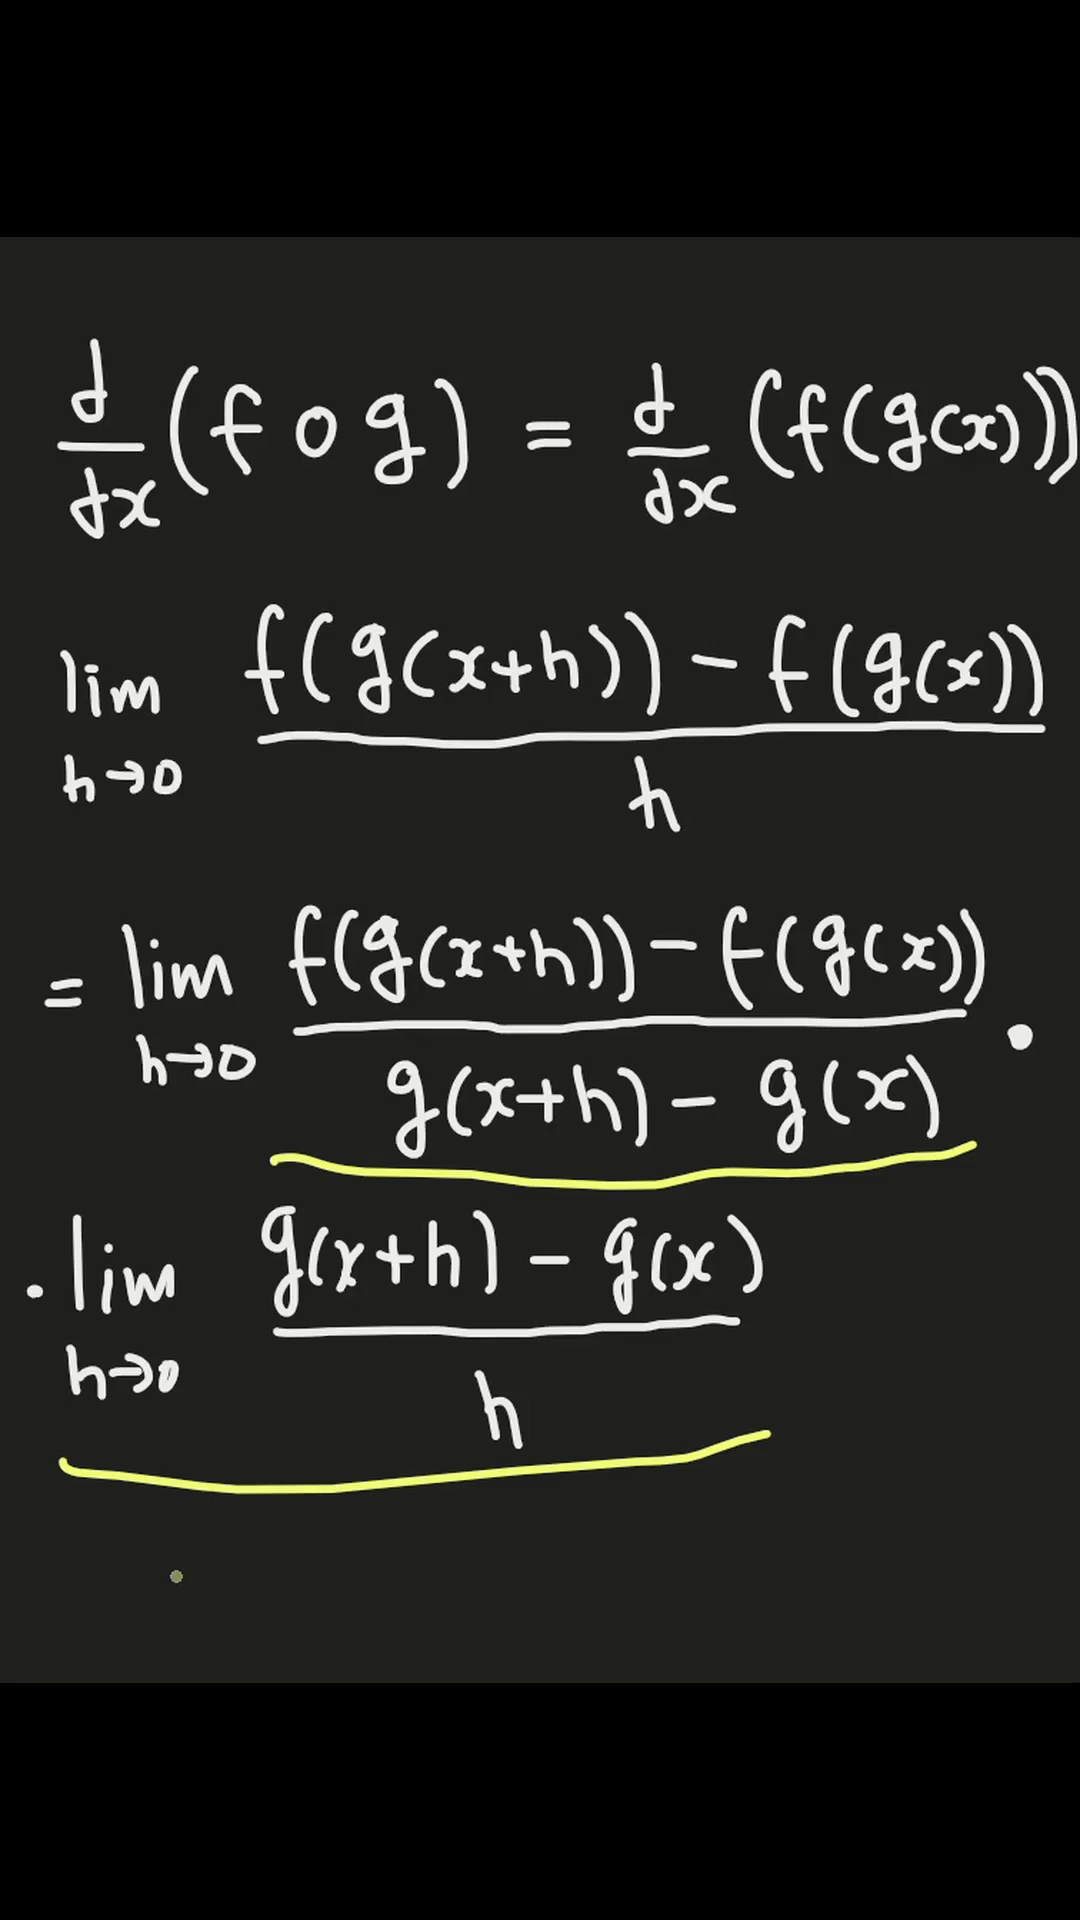 d/dx (f o g) = d/dx (f(g(x)))
lim h→0 f(g(x+h)) - f(g(x)) / h
= lim h→0 f(g(x+h)) - f(g(x)) / g(x+h) - g(x) .
. lim h→0 g(x+h) - g(x) / h